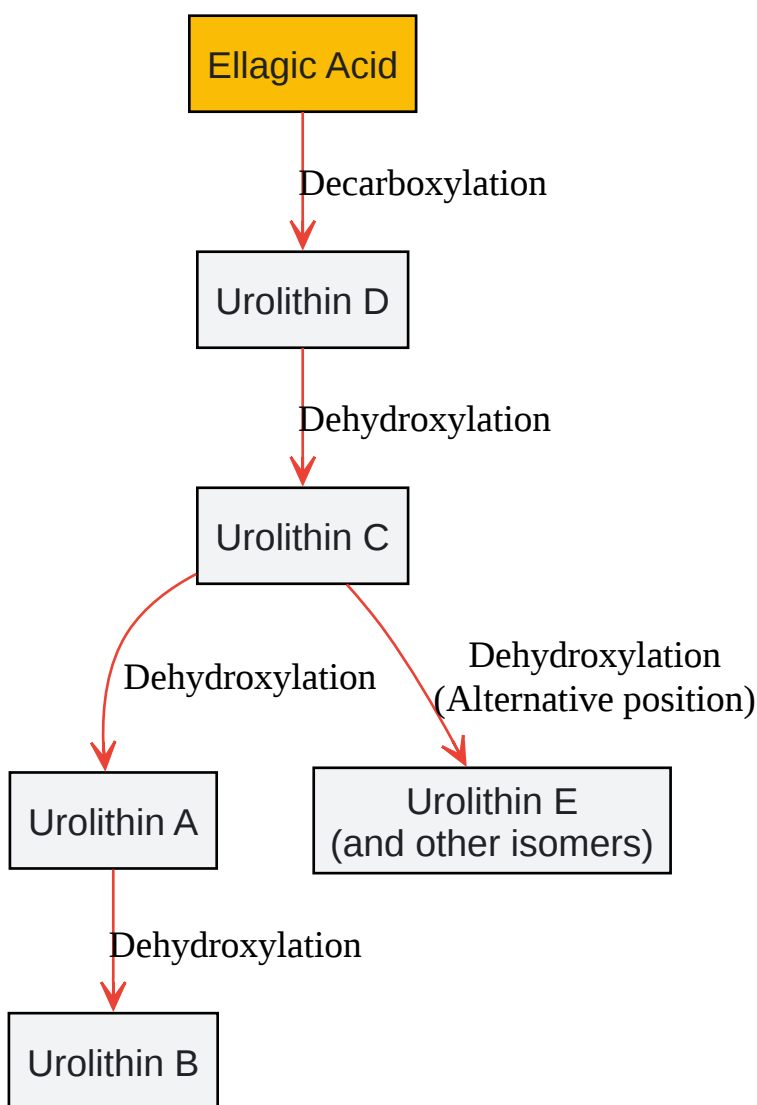 Ellagic Acid
Decarboxylation
Urolithin D
Dehydroxylation
Urolithin C
Dehydroxylation
Dehydroxylation
(Alternative position)
Urolithin A
Urolithin E
(and other isomers)
Dehydroxylation
Urolithin B